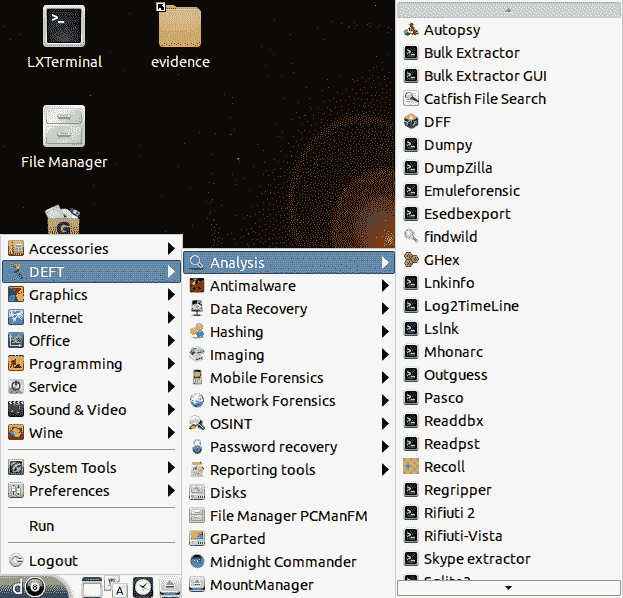 LXTerminal
evidence
File Manager
Accessories
DEFT
Graphics
Internet
Office
Programming
Service
Sound & Video
Wine
System Tools
Preferences
Run
Logout
Analysis
Antimalware
Data Recovery
Hashing
Imaging
Mobile Forensics
Network Forensics
OSINT
Password recovery
Reporting tools
Disks
File Manager PCManFM
GParted
Midnight Commander
MountManager
Autopsy
Bulk Extractor
Bulk Extractor GUI
Catfish File Search
DFF
Dumpy
DumpZilla
Emuleforensic
Esedbexport
findwild
GHex
Lnkinfo
Log2TimeLine
Lslnk
Mhonarc
Outguess
Pasco
Readdbx
Readpst
Recoll
Regripper
Rifiuti 2
Rifiuti-Vista
Skype extractor
d8
A